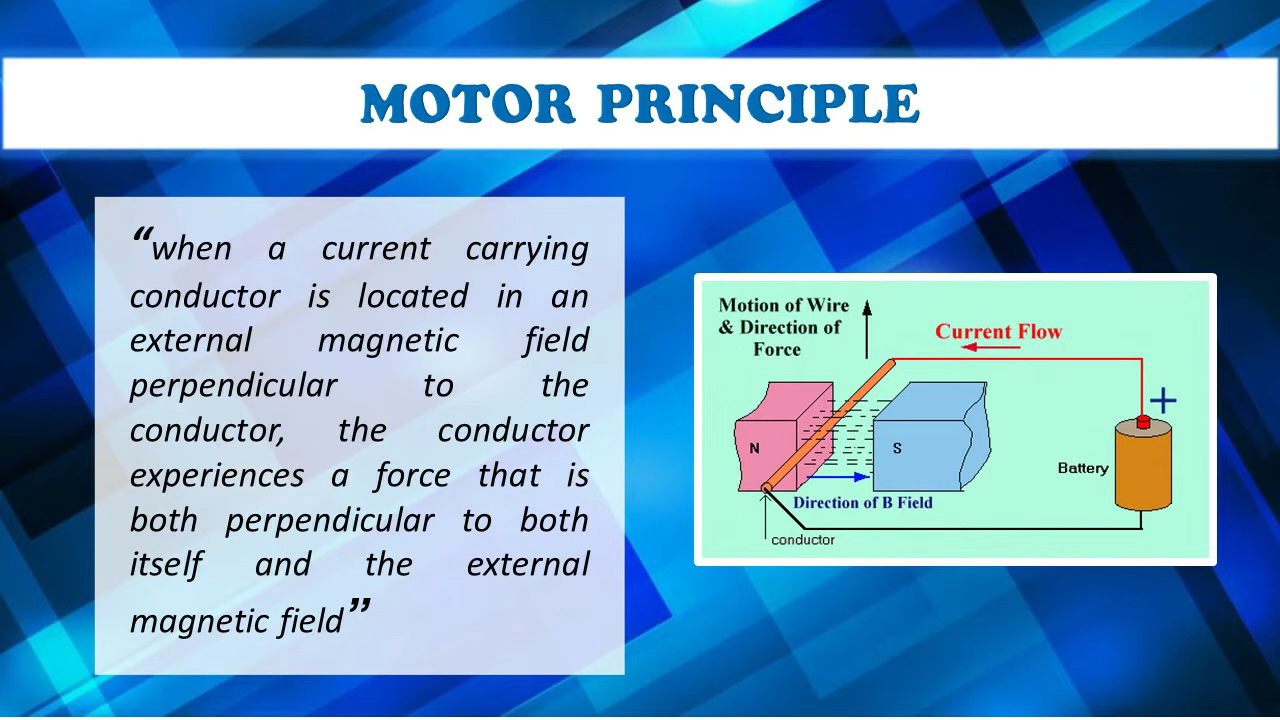 MOTOR PRINCIPLE
“when a current carrying
conductor is located in an
external magnetic field
perpendicular to the
conductor, the conductor
experiences a force that is
both perpendicular to both
itself and the external
magnetic field”
Motion of Wire
& Direction of
Force
Current Flow
+
N
S
Battery
Direction of B Field
conductor